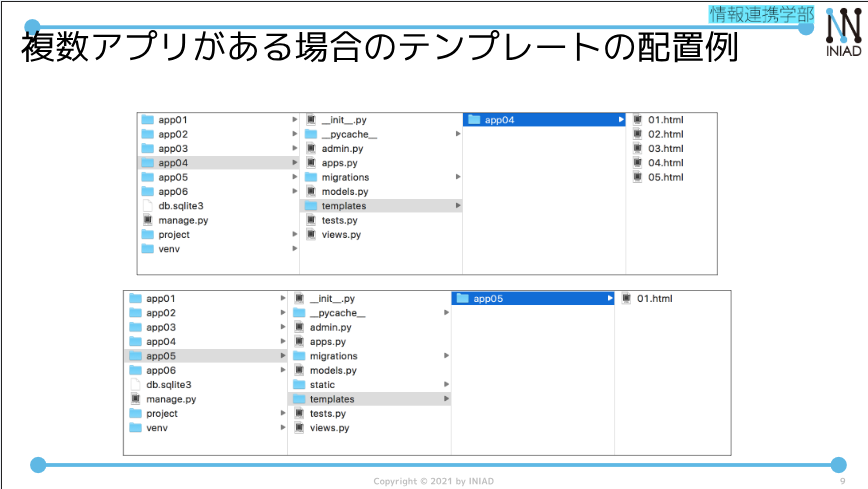 情報連携学部
INIAD
複数アプリがある場合のテンプレートの配置例
app01
app02
app03
app04
app05
app06
db.sqlite3
manage.py
project
venv
__init__.py
__pycache__
admin.py
apps.py
migrations
models.py
templates
tests.py
views.py
app04
01.html
02.html
03.html
04.html
05.html
app01
app02
app03
app04
app05
app06
db.sqlite3
manage.py
project
venv
__init__.py
__pycache__
admin.py
apps.py
migrations
models.py
static
templates
tests.py
views.py
app05
01.html
Copyright © 2021 by INIAD
9